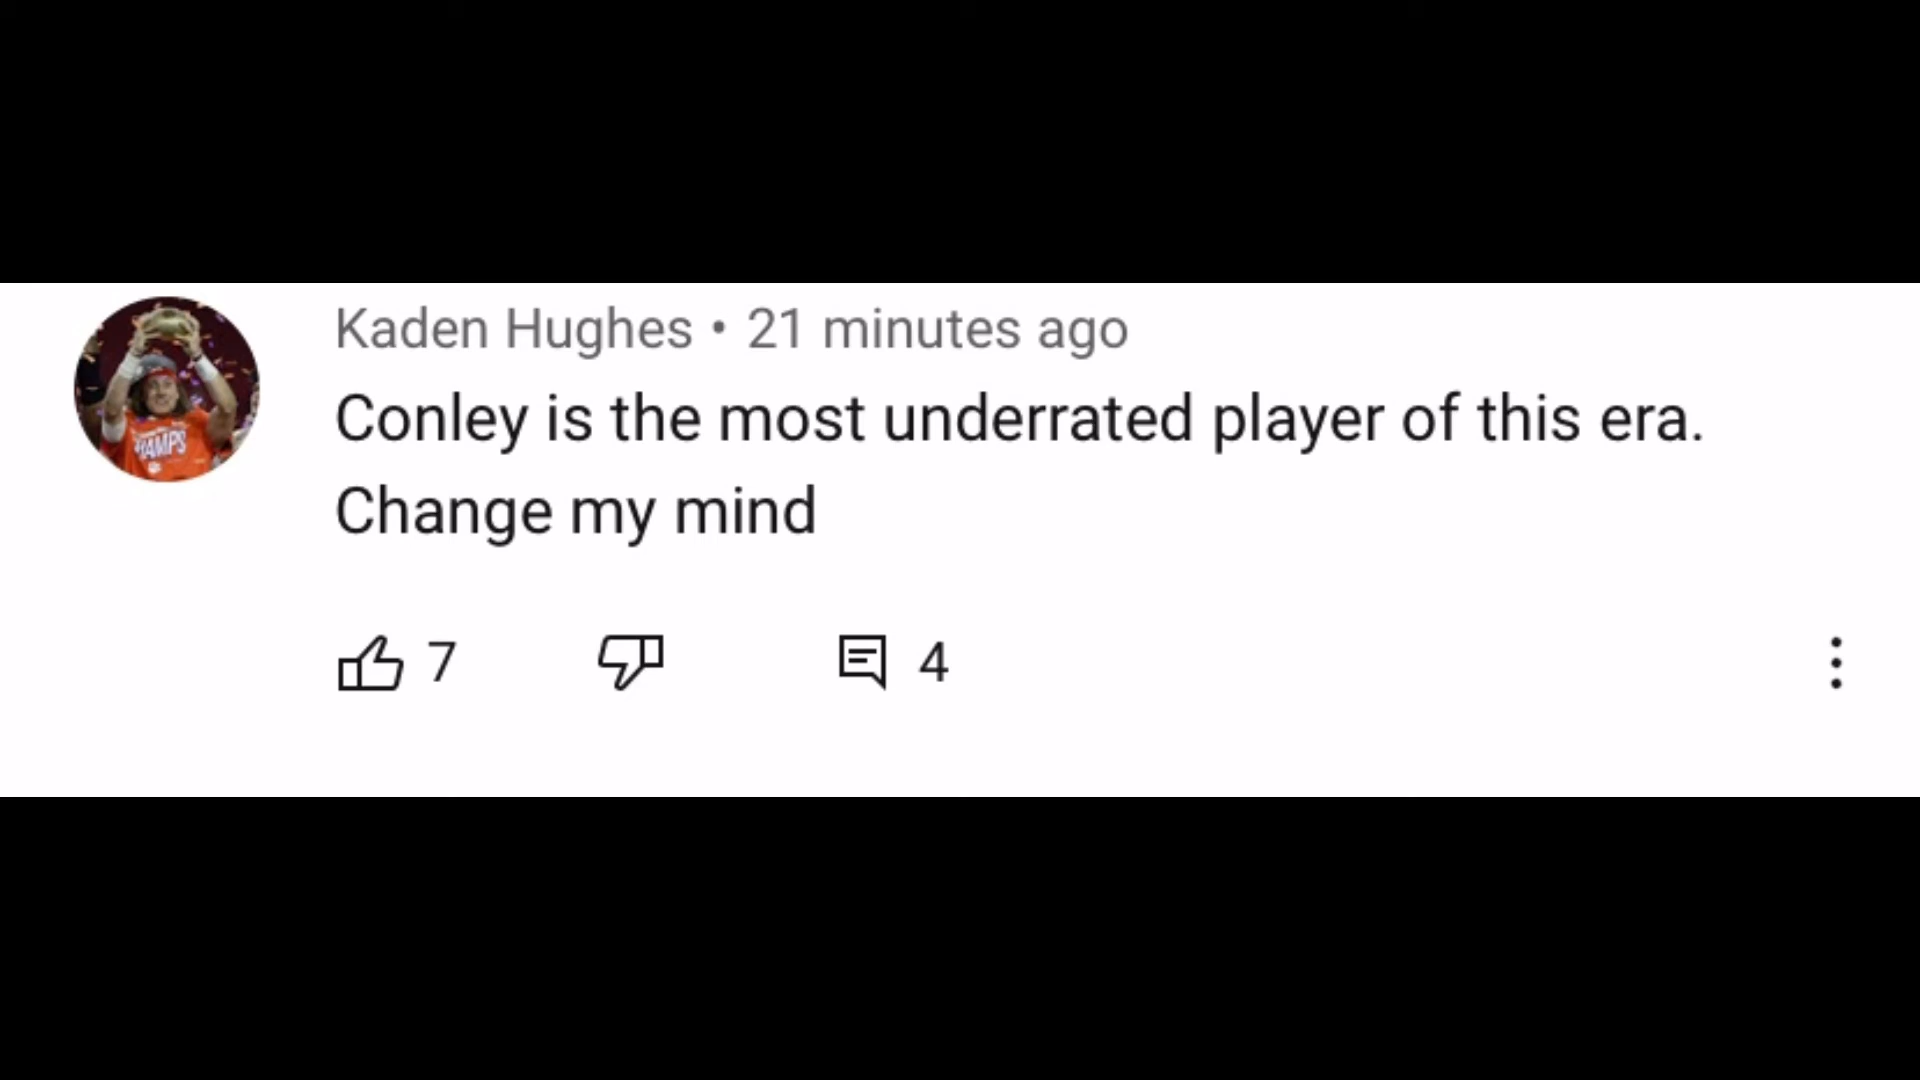 Kaden Hughes • 21 minutes ago
Conley is the most underrated player of this era.
Change my mind
7 4
HAMPS